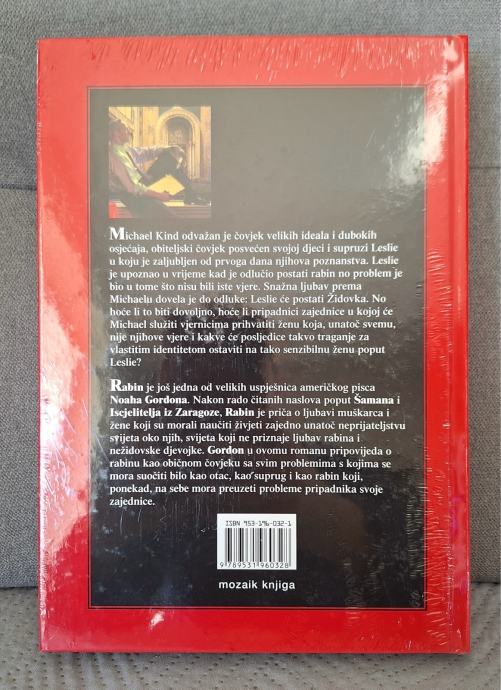 Michael Kind odvažan je čovjek velikih ideala i dubokih
osjećaja, obiteljski čovjek posvećen svojoj djeci i supruzi Leslie
u koju je zaljubljen od prvoga dana njihova poznanstva. Leslie
je upoznao u vrijeme kad je odlučio postati rabin no problem je
bio u tome što nisu bili iste vjere. Snažna ljubav prema
Michaelu dovela je do odluke: Leslie će postati Židovka. No
hoće li to biti dovoljno, hoće li pripadnici zajednice u kojoj će
Michael služiti vjernicima prihvatiti ženu koja, unatoč svemu,
nije njihove vjere i kakve će posljedice takvo traganje za
vlastitim identitetom ostaviti na tako senzibilnu ženu poput
Leslie?
Rabin je još jedna od velikih uspješnica američkog pisca
Noaha Gordona. Nakon rado čitanih naslova poput Šamana i
Iscjelitelja iz Zaragoze, Rabin je priča o ljubavi muškarca i
žene koji su morali naučiti živjeti zajedno unatoč neprijateljstvu
svijeta oko njih, svijeta koji ne priznaje ljubav rabina i
nežidovske djevojke. Gordon u ovomu romanu pripovijeda o
rabinu kao običnom čovjeku sa svim problemima s kojima se
mora suočiti bilo kao otac, kao suprug i kao rabin koji,
ponekad, na sebe mora preuzeti probleme pripadnika svoje
zajednice.
ISBN 953-196-032-1
9 789531 960328
mozaik knjiga